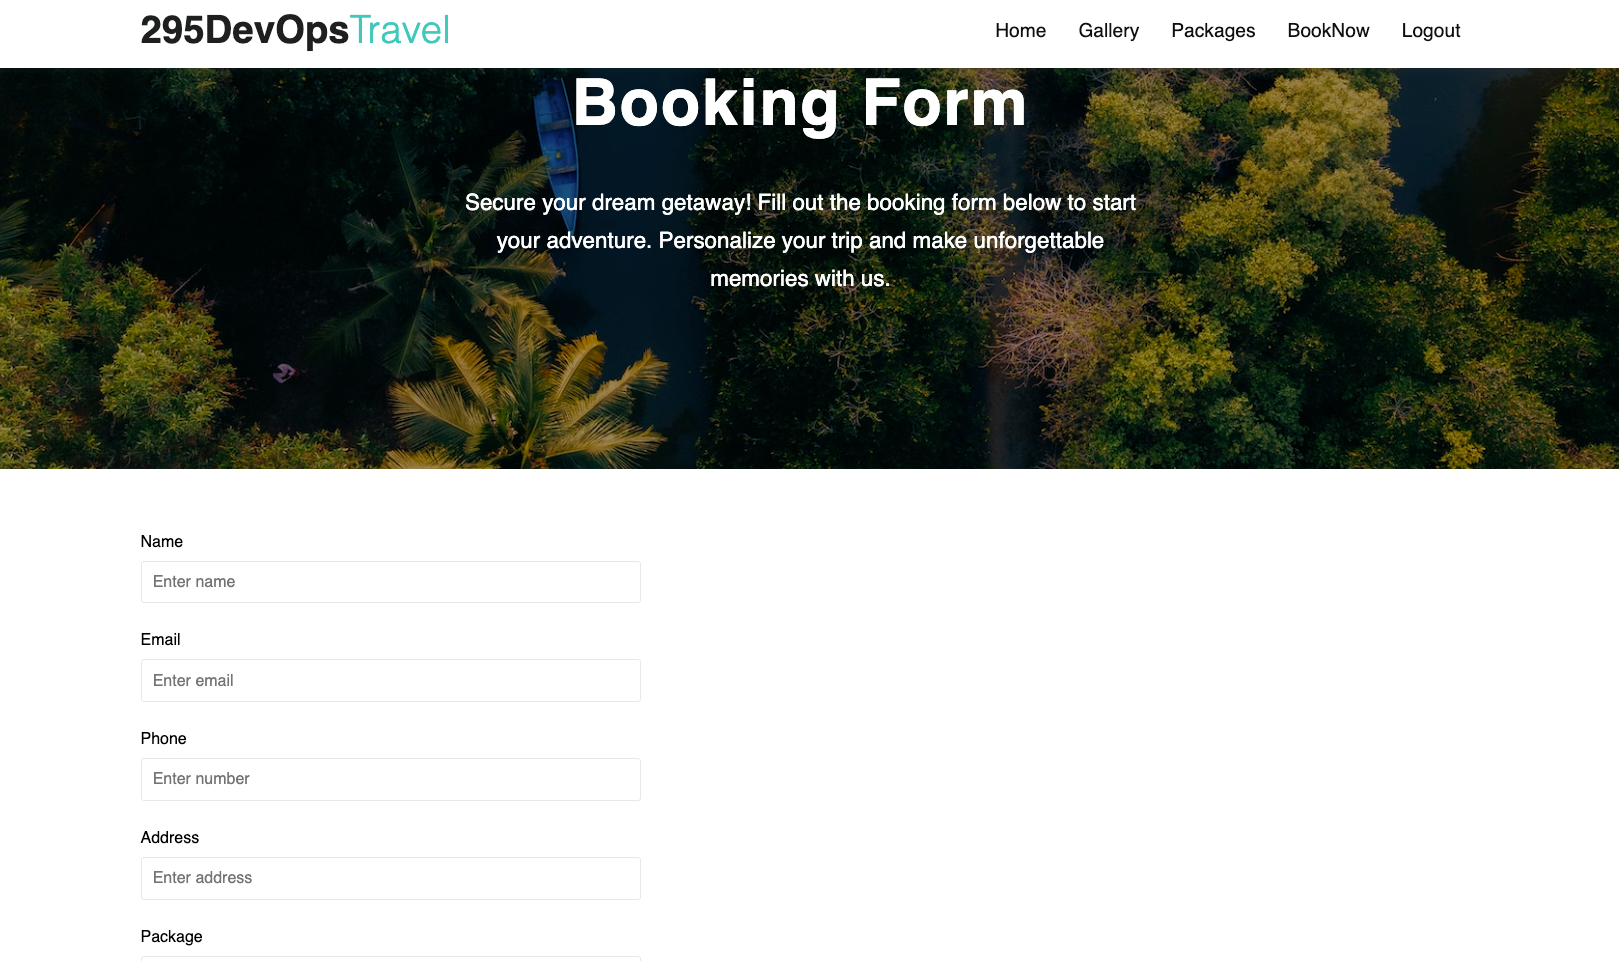 295DevOpsTravel
Home Gallery Packages BookNow Logout
Booking Form
Secure your dream getaway! Fill out the booking form below to start
your adventure. Personalize your trip and make unforgettable
memories with us.
Name
Enter name
Email
Enter email
Phone
Enter number
Address
Enter address
Package